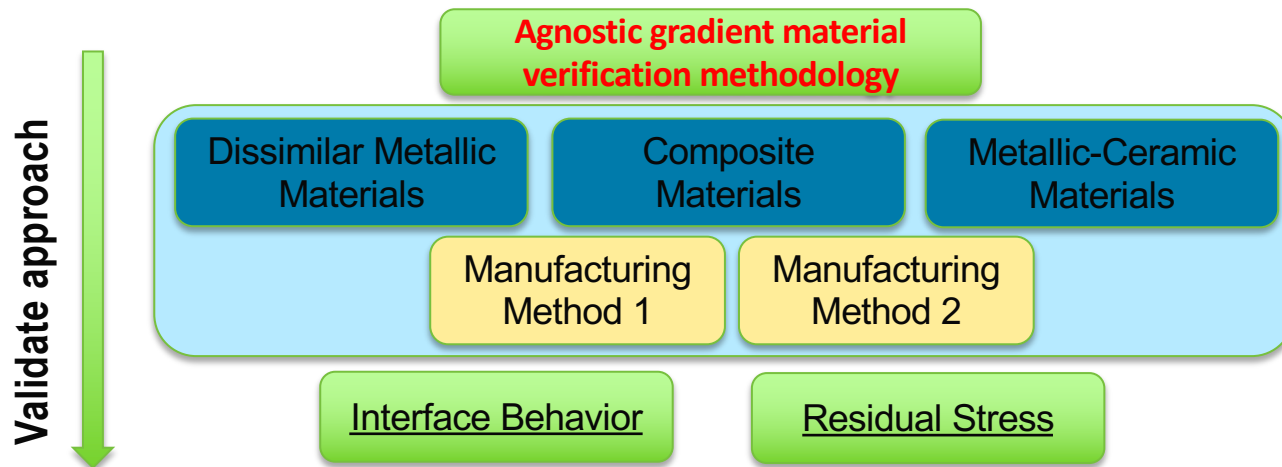 Agnostic gradient material
verification methodology
Validate approach
Dissimilar Metallic
Materials
Composite
Materials
Metallic-Ceramic
Materials
Manufacturing
Method 1
Manufacturing
Method 2
Interface Behavior
Residual Stress